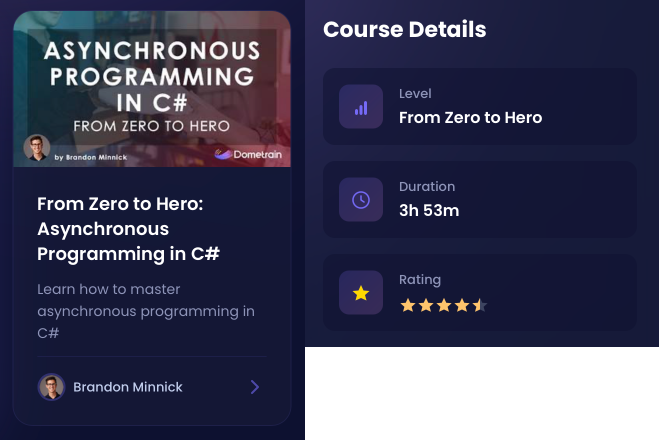 ASYNCHRONOUS
PROGRAMMING
IN C#
FROM ZERO TO HERO
by Brandon Minnick
Dometrain
From Zero to Hero:
Asynchronous
Programming in C#
Learn how to master
asynchronous programming in
C#
Brandon Minnick
Course Details
Level
From Zero to Hero
Duration
3h 53m
Rating